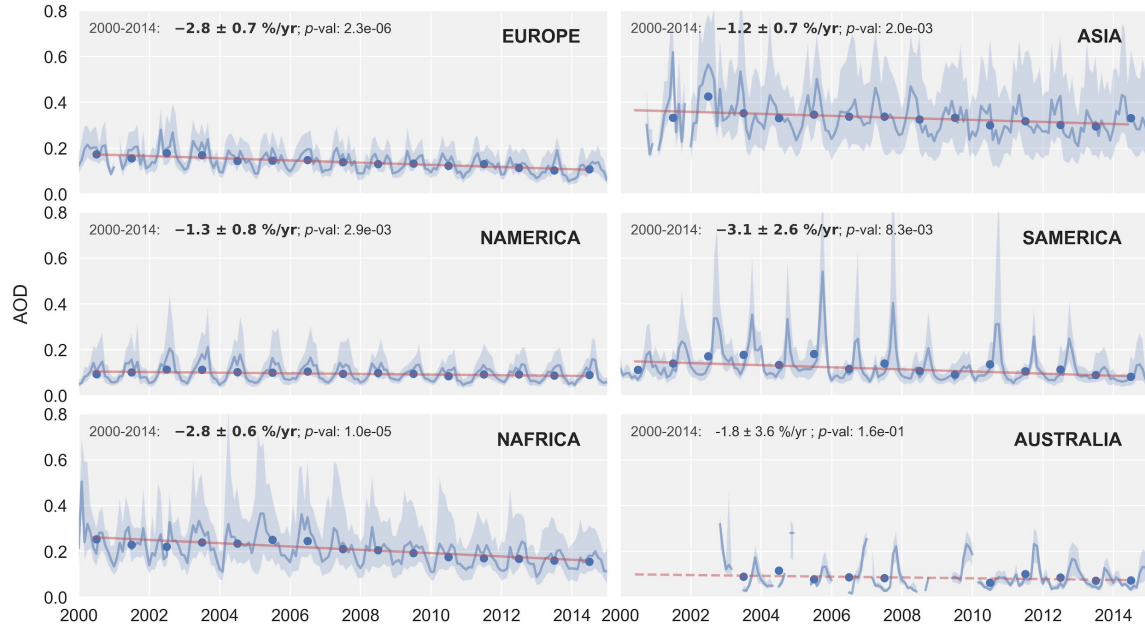 2000-2014: −2.8 ± 0.7 %/yr; p-val: 2.3e-06
EUROPE
0.8
0.6
0.4
0.2
0.0
2000-2014: −1.2 ± 0.7 %/yr; p-val: 2.0e-03
ASIA
2000-2014: −1.3 ± 0.8 %/yr; p-val: 2.9e-03
NAMERICA
0.8
0.6
0.4
0.2
0.0
AOD
2000-2014: −3.1 ± 2.6 %/yr; p-val: 8.3e-03
SAMERICA
2000-2014: −2.8 ± 0.6 %/yr; p-val: 1.0e-05
NAFRICA
0.8
0.6
0.4
0.2
0.0
2000 2002 2004 2006 2008 2010 2012 2014
2000-2014: -1.8 ± 3.6 %/yr ; p-val: 1.6e-01
AUSTRALIA
2000 2002 2004 2006 2008 2010 2012 2014